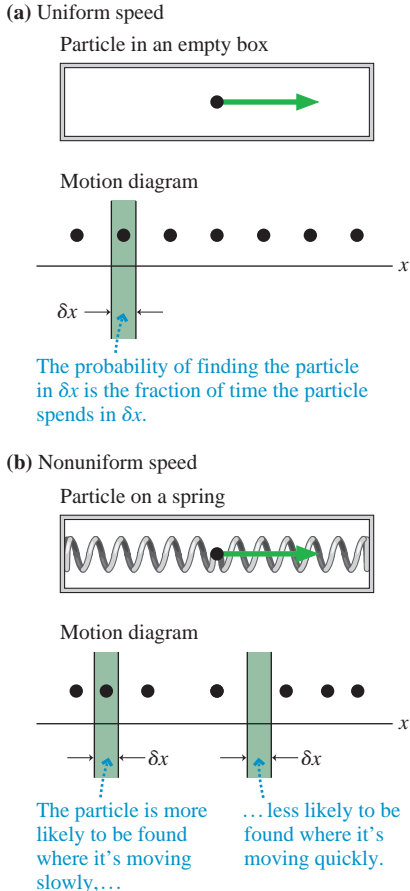 (a) Uniform speed
Particle in an empty box
Motion diagram
x
δx
The probability of finding the particle
in δx is the fraction of time the particle
spends in δx.
(b) Nonuniform speed
Particle on a spring
Motion diagram
x
δx
δx
The particle is more
likely to be found
where it's moving
slowly,...
...less likely to be
found where it's
moving quickly.